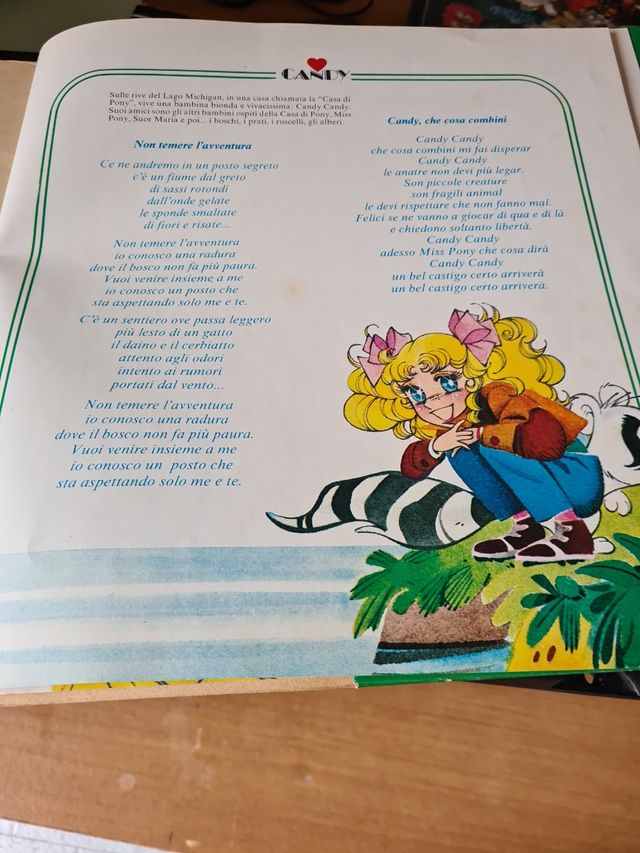 CANDY
Sulle rive del Lago Michigan, in una casa chiamata la "Casa di
Pony", vive una bambina bionda e vivacissima: Candy Candy.
Suoi amici sono gli altri bambini ospiti della Casa di Pony, Miss
Pony, Suor Maria e poi... i boschi, i prati, i ruscelli, gli alberi.
Non temere l'avventura
Ce ne andremo in un posto segreto
c'è un fiume dal greto
di sassi rotondi
dall'onde gelate
le sponde smaltate
di fiori e risate...
Non temere l'avventura
io conosco una radura
dove il bosco non fa più paura.
Vuoi venire insieme a me
io conosco un posto che
sta aspettando solo me e te.
C'è un sentiero ove passa leggero
più lesto di un gatto
il daino e il cerbiatto
attento agli odori
intento ai rumori
portati dal vento...
Non temere l'avventura
io conosco una radura
dove il bosco non fa più paura.
Vuoi venire insieme a me
io conosco un posto che
sta aspettando solo me e te.
Candy, che cosa combini
Candy Candy
che cosa combini mi fai disperar
Candy Candy
le anatre non devi più legar.
Son piccole creature
son fragili animal
le devi rispettare che non fanno mal.
Felici se ne vanno a giocar di qua e di là
e chiedono soltanto libertà.
Candy Candy
adesso Miss Pony che cosa dirà
Candy Candy
un bel castigo certo arriverà
un bel castigo certo arriverà.